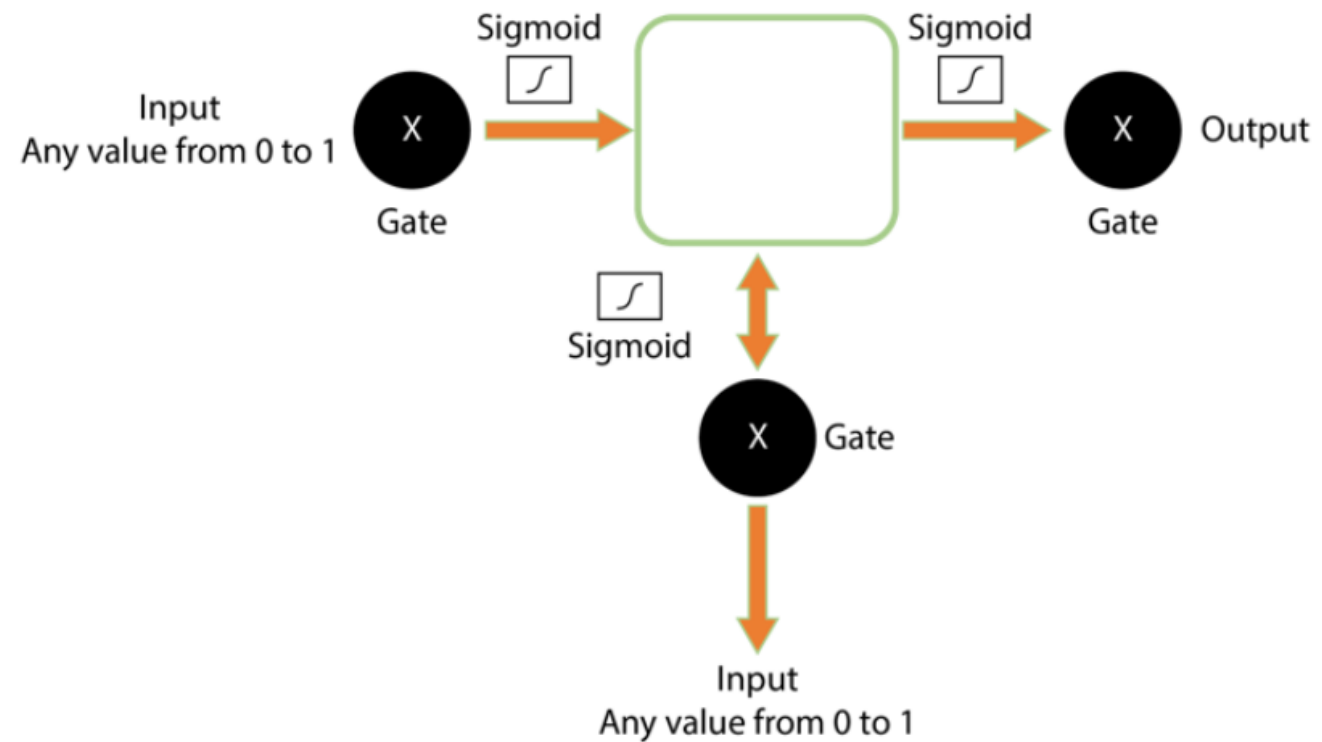 Sigmoid
Sigmoid
Input
Any value from 0 to 1
X
X
Output
Gate
Gate
Sigmoid
X
Gate
Input
Any value from 0 to 1